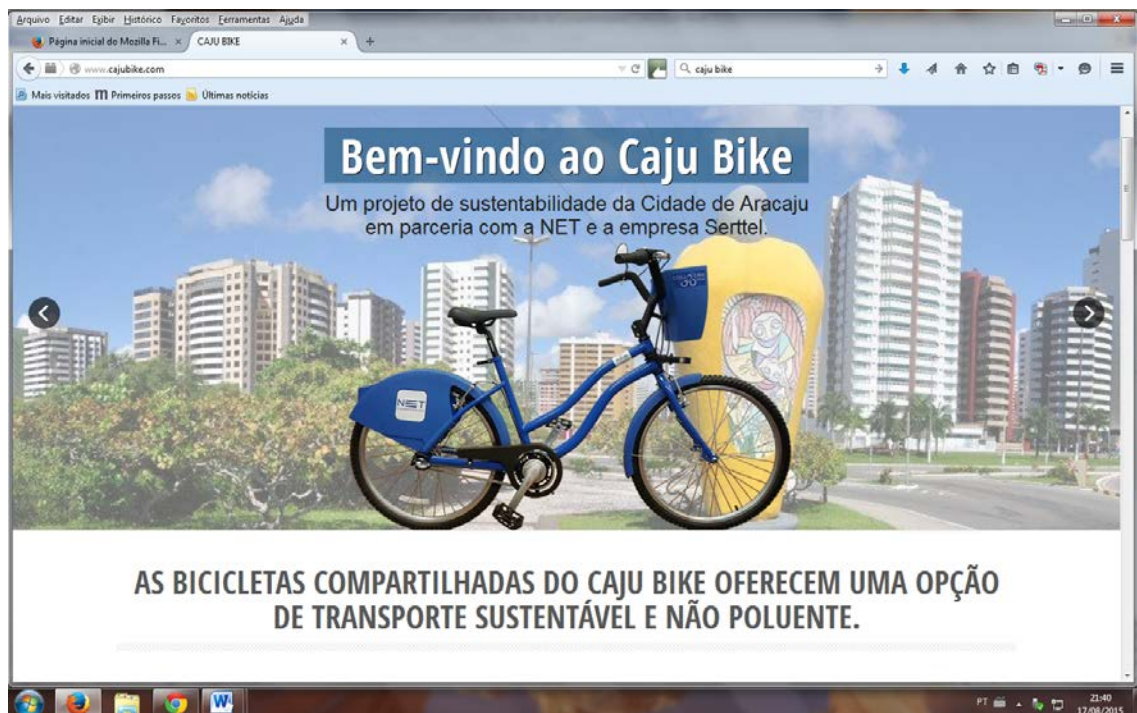 Arquivo Editar Exibir Histórico Favoritos Ferramentas Ajuda
Página inicial do Mozilla Fi... × CAJU BIKE × +
www.cajubike.com caju bike
Mais visitados Primeiros passos Últimas notícias
Bem-vindo ao Caju Bike
Um projeto de sustentabilidade da Cidade de Aracaju
em parceria com a NET e a empresa Serttel.
NET
AS BICICLETAS COMPARTILHADAS DO CAJU BIKE OFERECEM UMA OPÇÃO
DE TRANSPORTE SUSTENTÁVEL E NÃO POLUENTE.
PT
21:40
17/08/2015